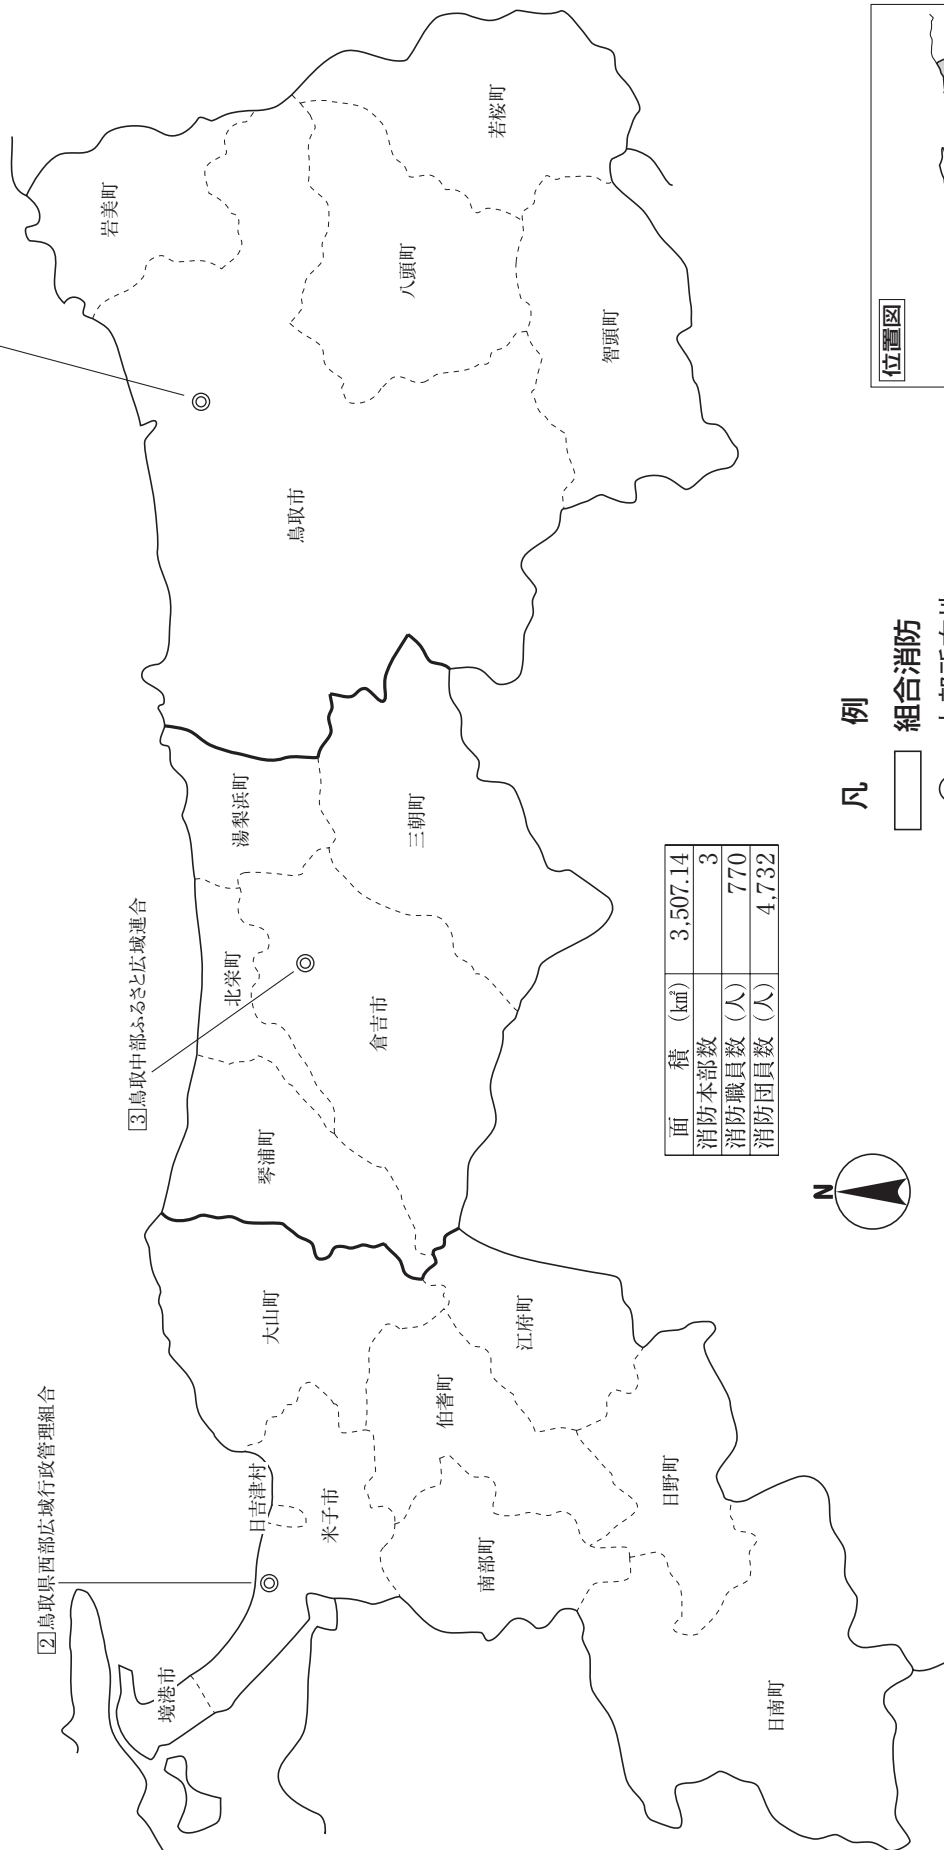 ②鳥取県西部広域行政管理組合
③鳥取中部ふるさと広域連合
境港市
日吉津村
米子市
大山町
南部町
伯耆町
江府町
日野町
日南町
琴浦町
北栄町
湯梨浜町
倉吉市
三朝町
鳥取市
岩美町
八頭町
若桜町
智頭町
N
面 積 (㎢) 3,507.14
消防本部数 3
消防職員数 (人) 770
消防団員数 (人) 4,732
凡 例
組合消防
位置図